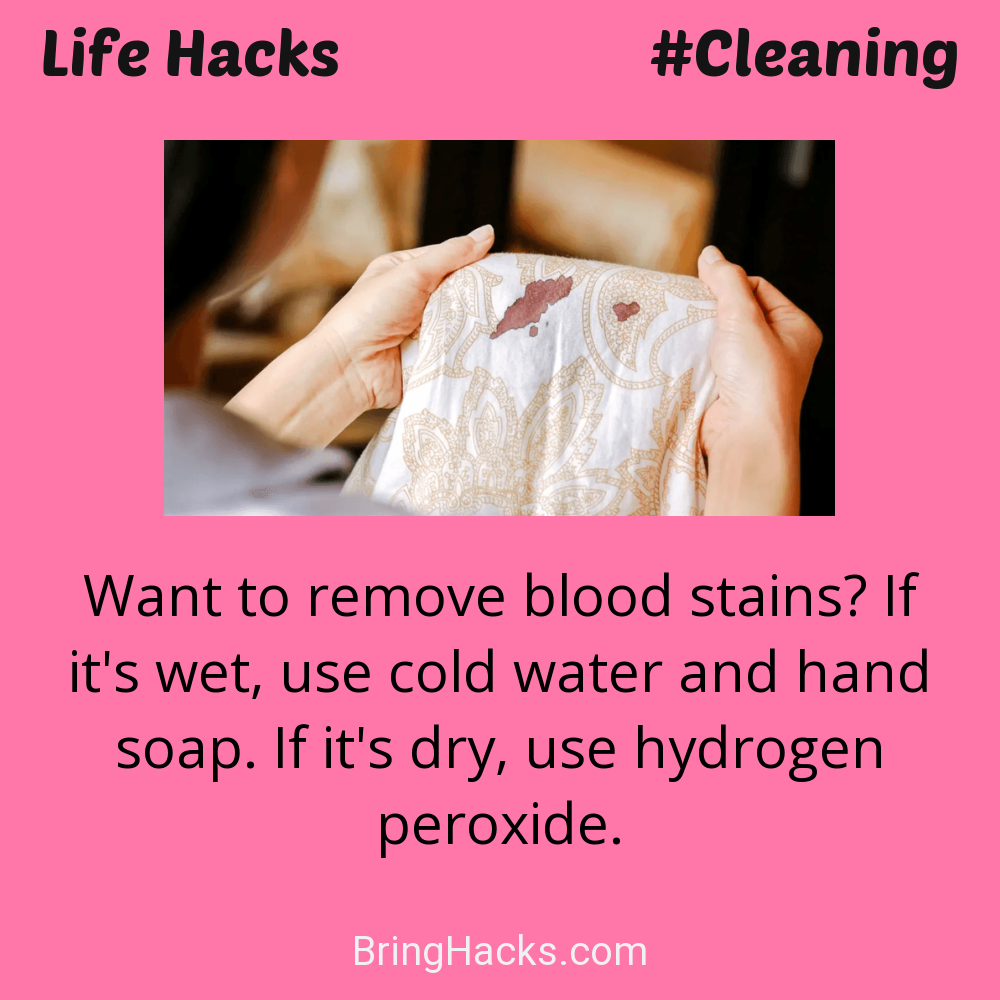 Life Hacks
#Cleaning
Want to remove blood stains? If
it's wet, use cold water and hand
soap. If it's dry, use hydrogen
peroxide.
BringHacks.com